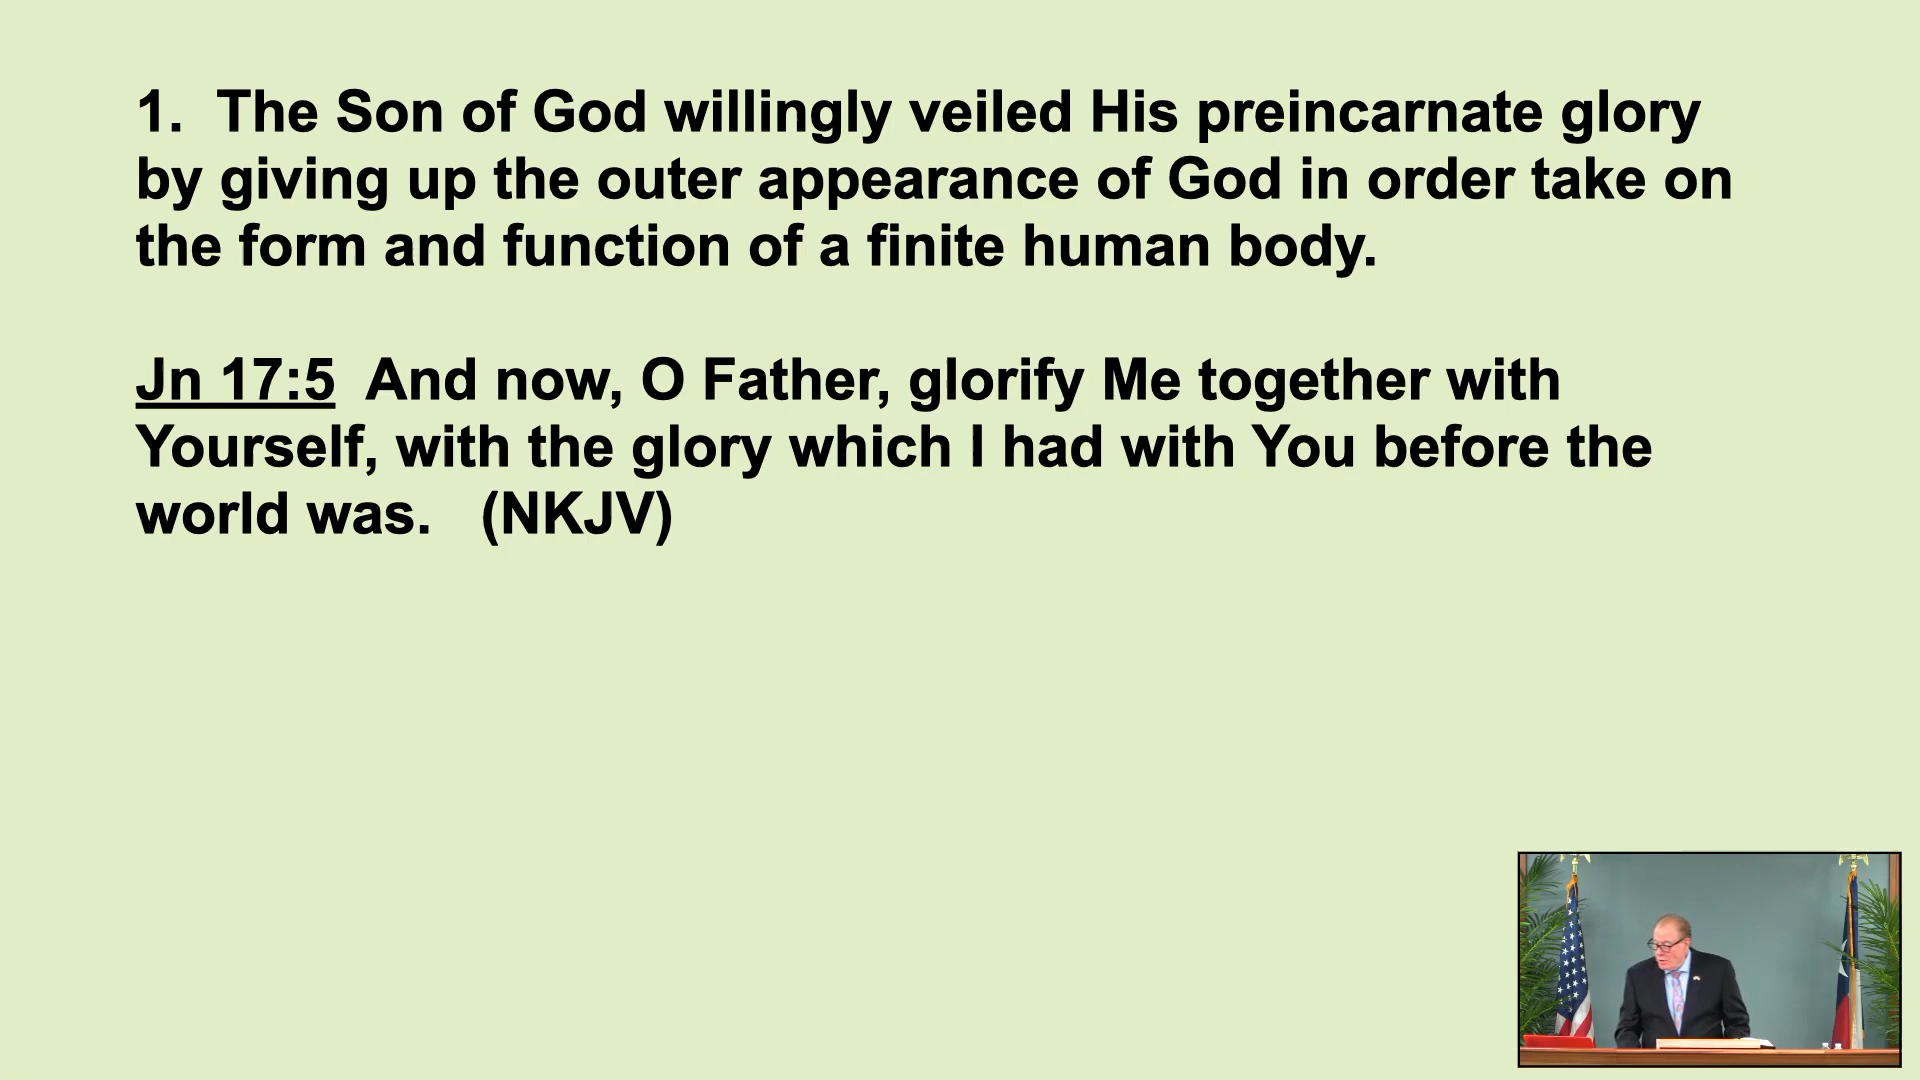 1.  The Son of God willingly veiled His preincarnate glory
by giving up the outer appearance of God in order take on
the form and function of a finite human body.
Jn 17:5  And now, O Father, glorify Me together with
Yourself, with the glory which I had with You before the
world was.   (NKJV)